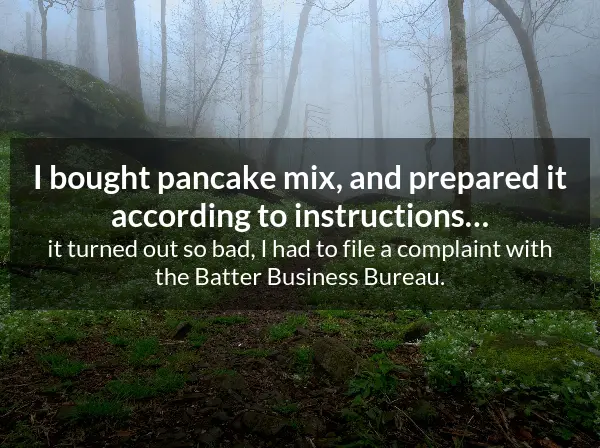 I bought pancake mix, and prepared it
according to instructions...
it turned out so bad, I had to file a complaint with
the Batter Business Bureau.